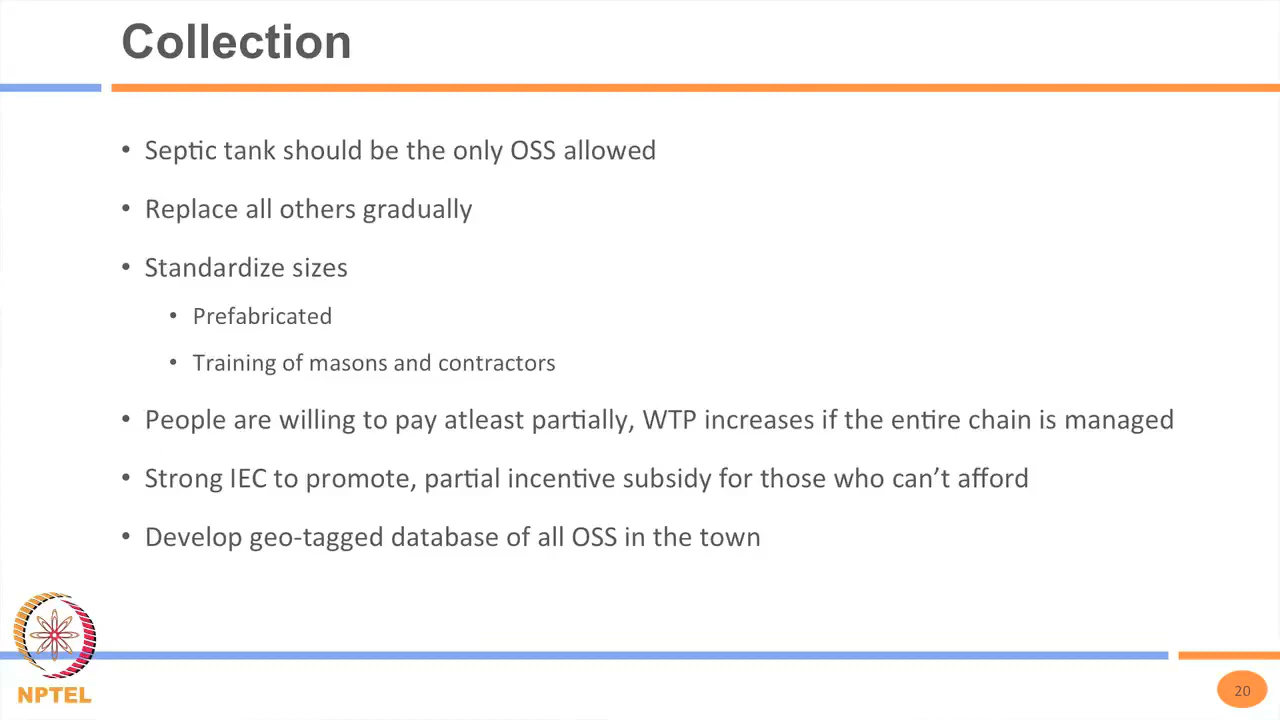 Collection
• Septic tank should be the only OSS allowed
• Replace all others gradually
• Standardize sizes
• Prefabricated
• Training of masons and contractors
• People are willing to pay atleast partially, WTP increases if the entire chain is managed
• Strong IEC to promote, partial incentive subsidy for those who can’t afford
• Develop geo-tagged database of all OSS in the town
NPTEL
20